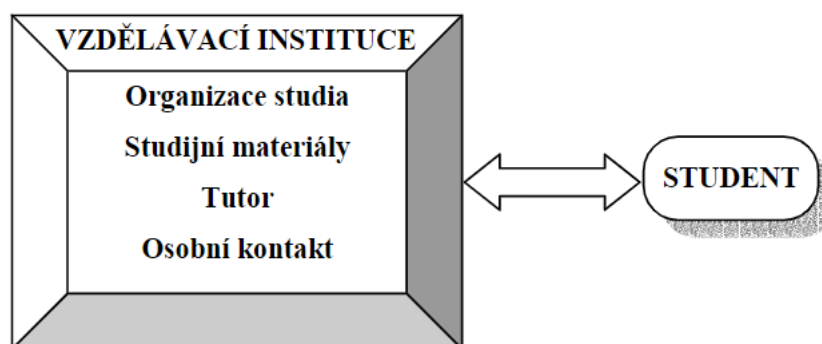 VZDĚLÁVACÍ INSTITUCE
Organizace studia
Studijní materiály
Tutor
Osobní kontakt
STUDENT